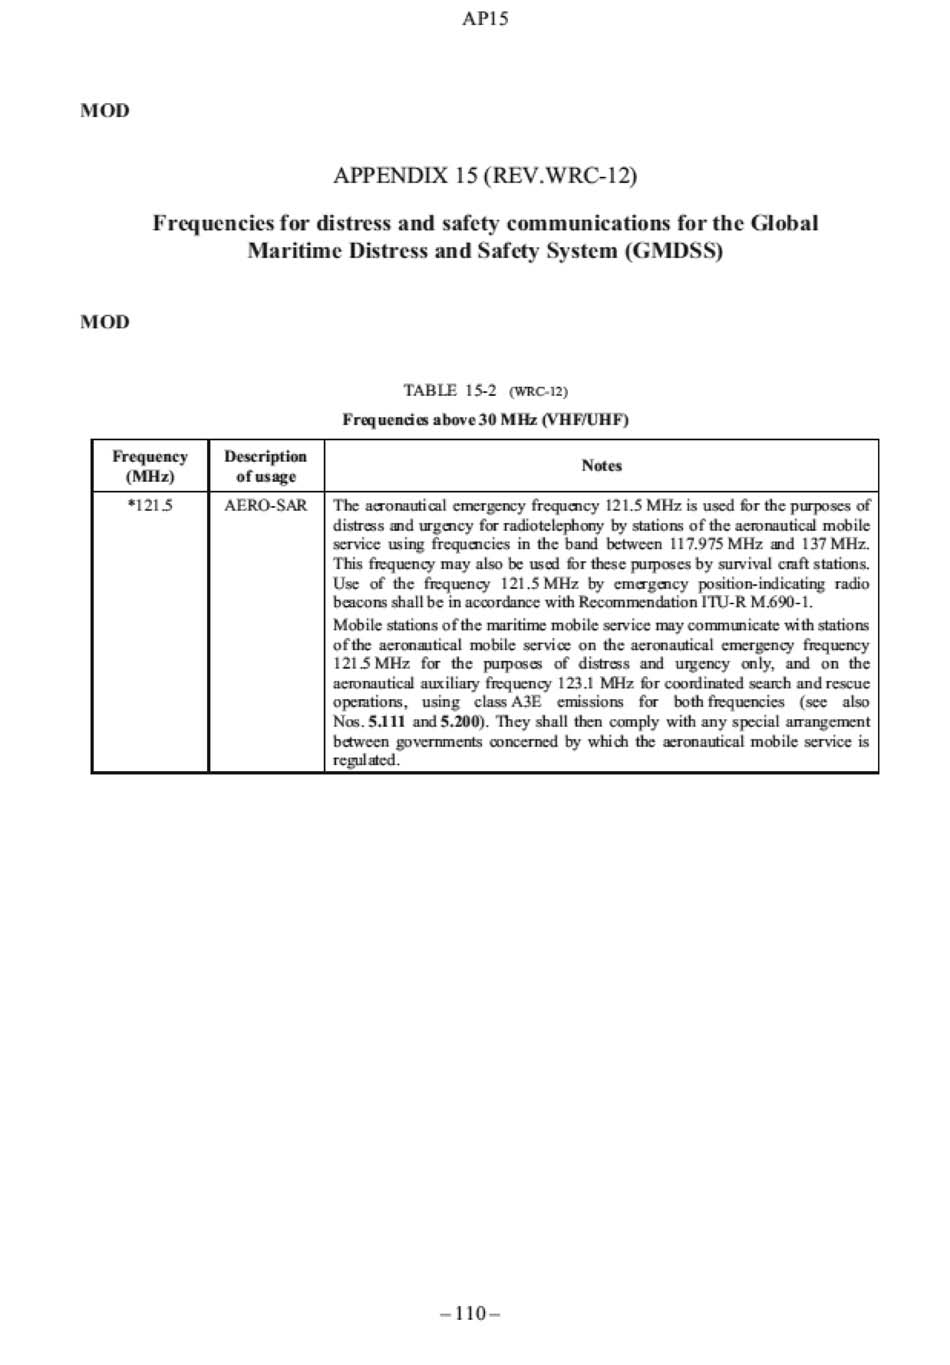 AP15
MOD
APPENDIX 15 (REV.WRC-12)
Frequencies for distress and safety communications for the Global
Maritime Distress and Safety System (GMDSS)
MOD
TABLE 15-2 (WRC-12)
Frequencies above 30 MHz (VHF/UHF)
Frequency
(MHz)
Description
of usage
Notes
*121.5
AERO-SAR
The aeronautical emergency frequency 121.5 MHz is used for the purposes of
distress and urgency for radiotelephony by stations of the aeronautical mobile
service using frequencies in the band between 117.975 MHz and 137 MHz.
This frequency may also be used for these purposes by survival craft stations.
Use of the frequency 121.5 MHz by emergency position-indicating radio
beacons shall be in accordance with Recommendation ITU-R M.690-1.
Mobile stations of the maritime mobile service may communicate with stations
of the aeronautical mobile service on the aeronautical emergency frequency
121.5 MHz for the purposes of distress and urgency only, and on the
aeronautical auxiliary frequency 123.1 MHz for coordinated search and rescue
operations, using class A3E emissions for both frequencies (see also
Nos. 5.111 and 5.200). They shall then comply with any special arrangement
between governments concerned by which the aeronautical mobile service is
regulated.
– 110 –